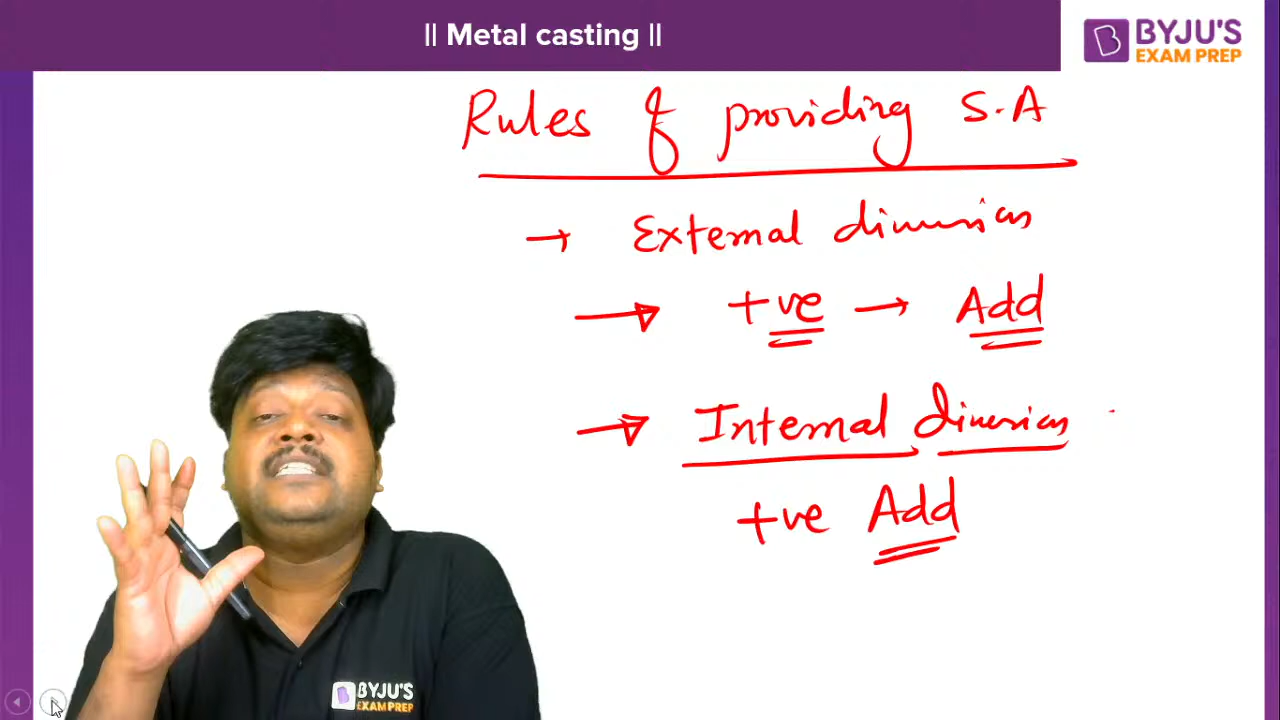 || Metal casting ||
BYJU'S
EXAM PREP
Rules of providing S.A
→ External dimensions
→ +ve → Add
→ Internal dimensions
+ve Add
BYJU'S
EXAM PREP